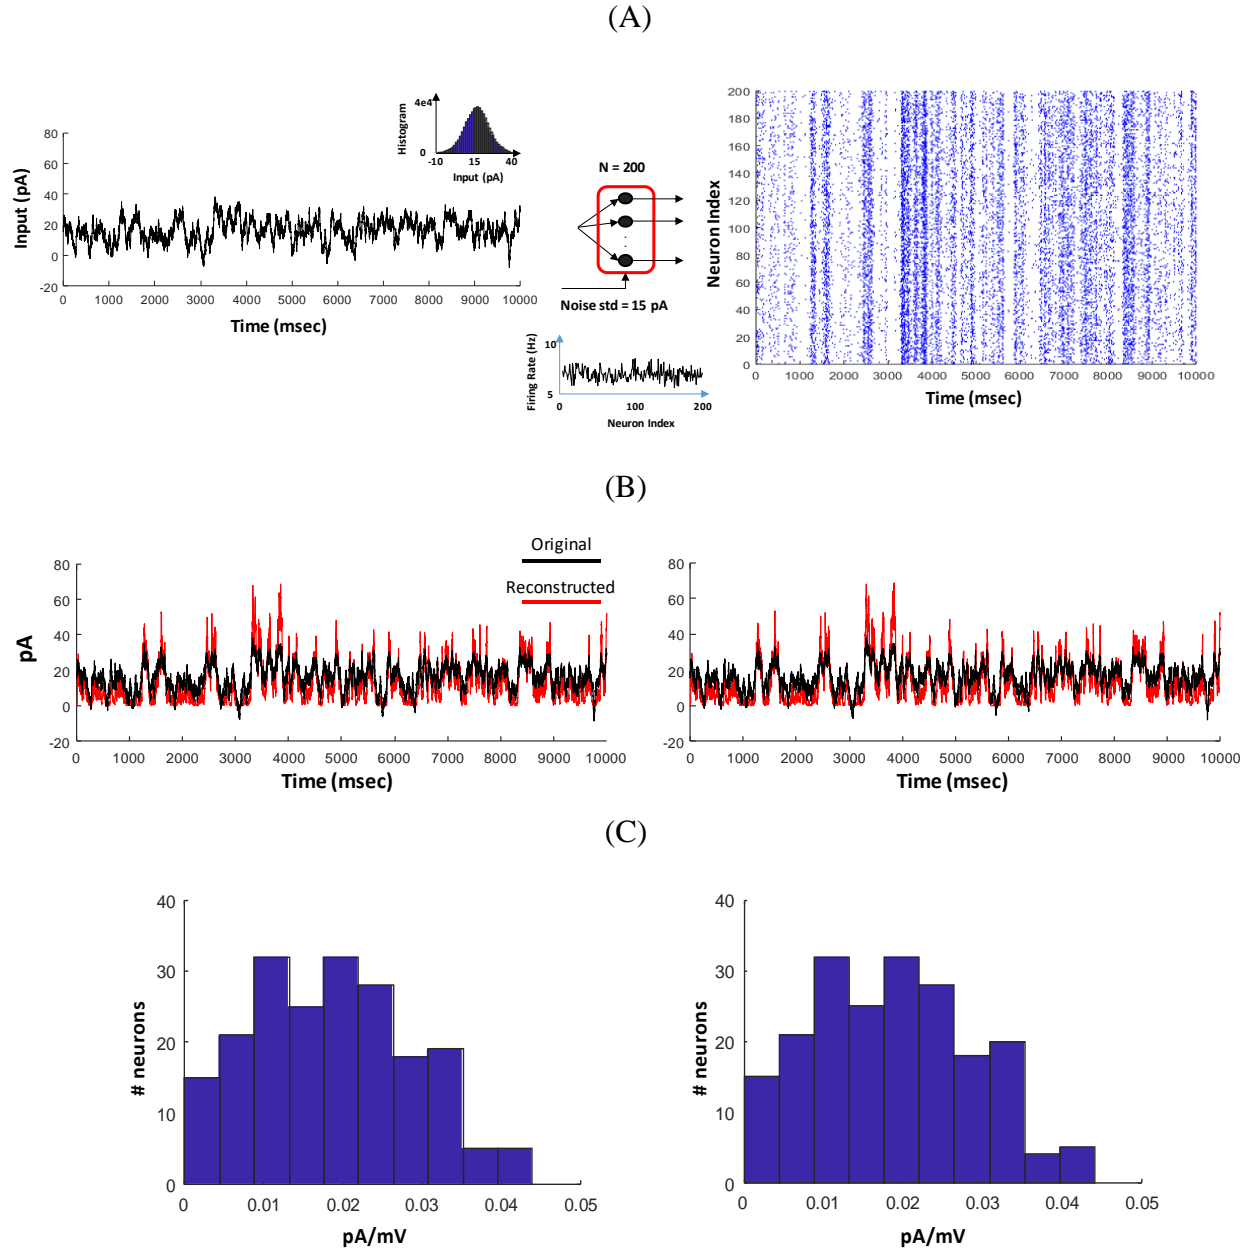 (A)
4e4
Histogram
0
-10 15 40
Input (pA)
80
60
40
20
0
-20
Input (pA)
0 1000 2000 3000 4000 5000 6000 7000 8000 9000 10000
Time (msec)
N = 200
Noise std = 15 pA
10
Firing Rate (Hz)
5
0 100 200
Neuron Index
200
180
160
140
120
100
80
60
40
20
0
Neuron Index
0 1000 2000 3000 4000 5000 6000 7000 8000 9000 10000
Time (msec)
(B)
Original
Reconstructed
80
60
40
20
0
-20
pA
0 1000 2000 3000 4000 5000 6000 7000 8000 9000 10000
Time (msec)
80
60
40
20
0
-20
0 1000 2000 3000 4000 5000 6000 7000 8000 9000 10000
Time (msec)
(C)
40
30
20
10
0
# neurons
0 0.01 0.02 0.03 0.04 0.05
pA/mV
40
30
20
10
0
# neurons
0 0.01 0.02 0.03 0.04 0.05
pA/mV